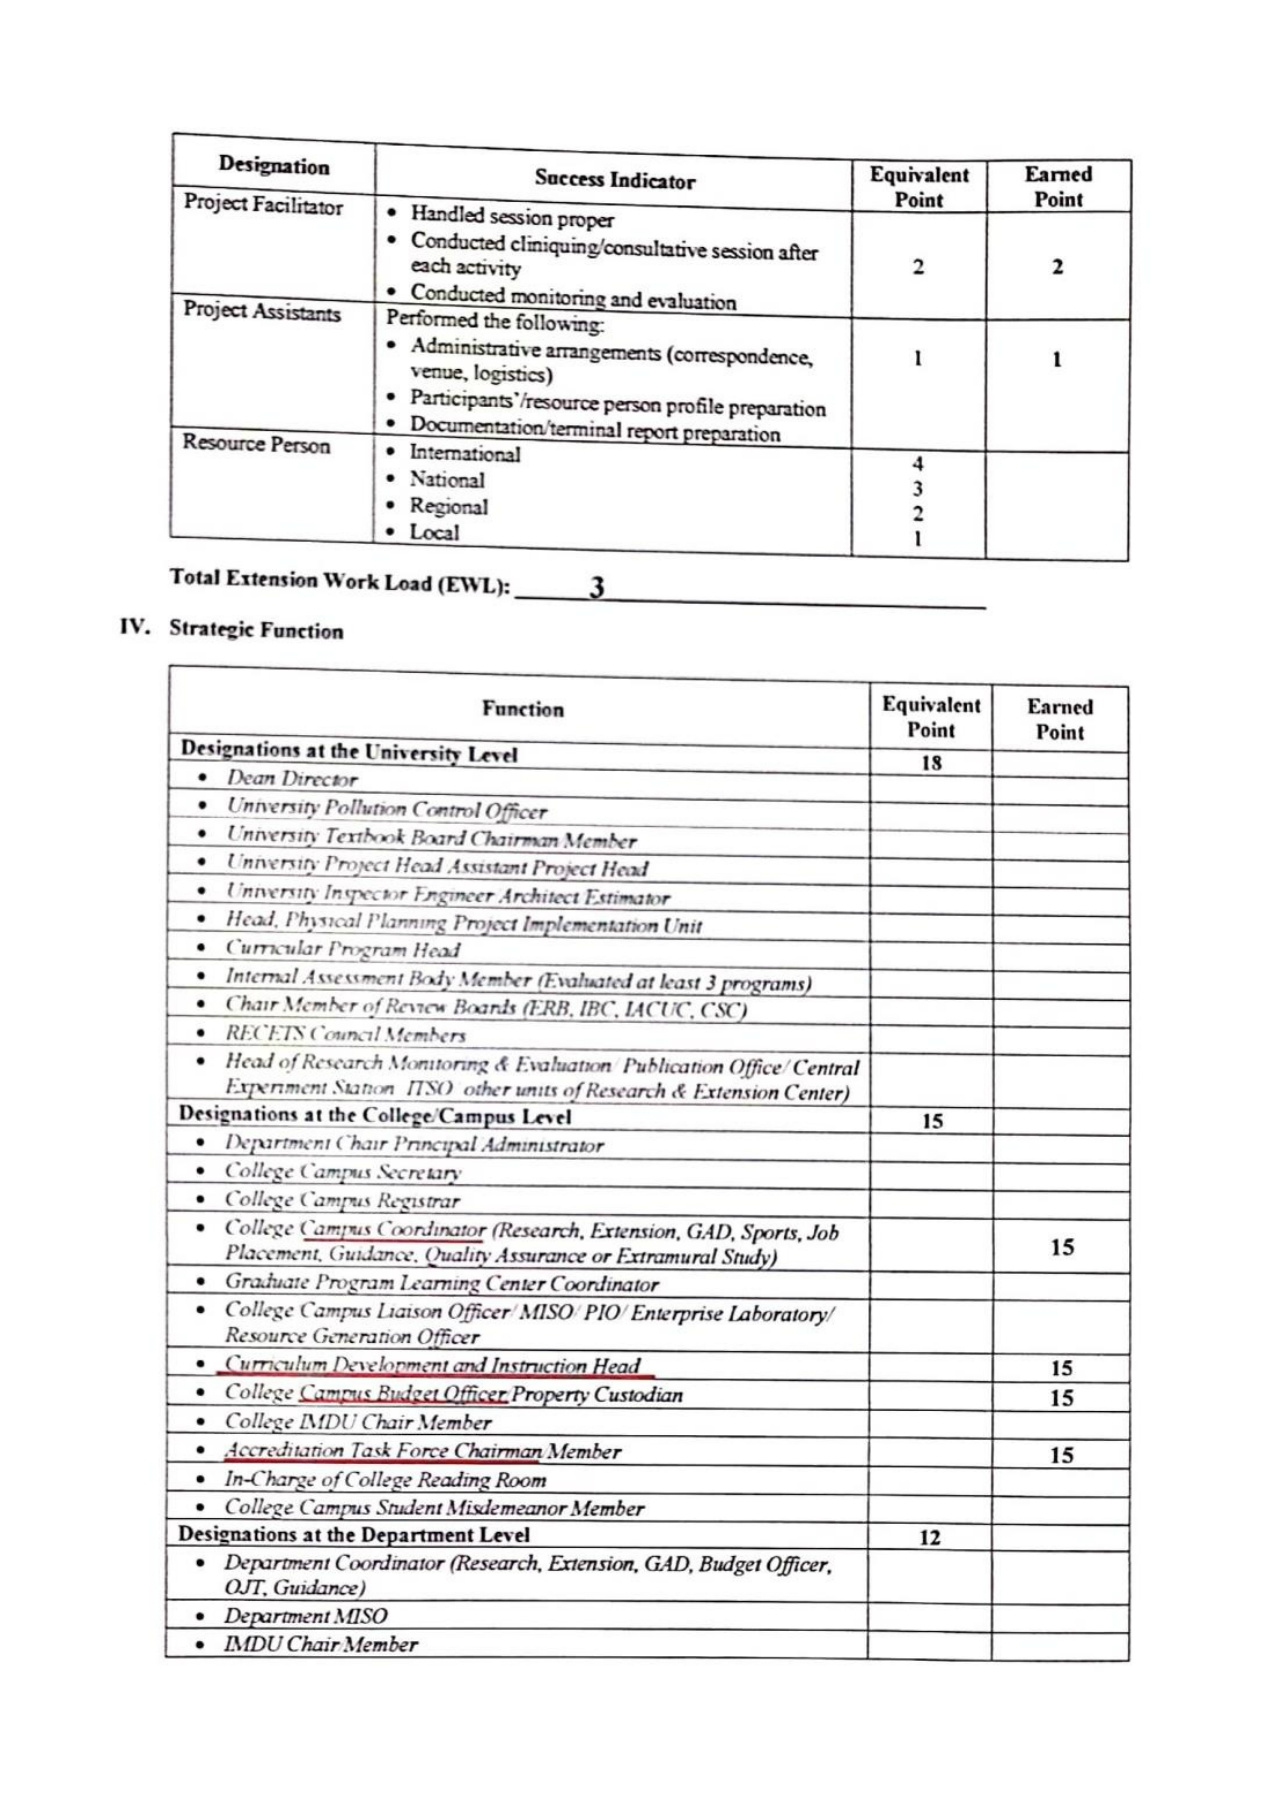 Designation
Success Indicator
Equivalent
Point
Earned
Point
Project Facilitator
• Handled session proper
• Conducted cliniquing/consultative session after
each activity
• Conducted monitoring and evaluation
2
2
Project Assistants
Performed the following:
• Administrative arrangements (correspondence,
venue, logistics)
• Participants'/resource person profile preparation
• Documentation/terminal report preparation
1
1
Resource Person
• International
• National
• Regional
• Local
4
3
2
1
Total Extension Work Load (EWL): 3
IV. Strategic Function
Function
Equivalent
Point
Earned
Point
Designations at the University Level 18
• Dean Director
• University Pollution Control Officer
• University Textbook Board Chairman Member
• University Project Head Assistant Project Head
• University Inspector Engineer Architect Estimator
• Head, Physical Planning Project Implementation Unit
• Curricular Program Head
• Internal Assessment Body Member (Evaluated at least 3 programs)
• Chair Member of Review Boards (ERB, IBC, IACUC, CSC)
• RECETS Council Members
• Head of Research Monitoring & Evaluation/ Publication Office/ Central
Experiment Station ITSO other units of Research & Extension Center)
Designations at the College/Campus Level 15
• Department Chair Principal Administrator
• College Campus Secretary
• College Campus Registrar
• College Campus Coordinator (Research, Extension, GAD, Sports, Job
Placement, Guidance, Quality Assurance or Extramural Study)
15
• Graduate Program Learning Center Coordinator
• College Campus Liaison Officer/ MISO/ PIO/ Enterprise Laboratory/
Resource Generation Officer
• Curriculum Development and Instruction Head 15
• College Campus Budget Officer/Property Custodian 15
• College IMDU Chair Member
• Accreditation Task Force Chairman/Member 15
• In-Charge of College Reading Room
• College Campus Student Misdemeanor Member
Designations at the Department Level 12
• Department Coordinator (Research, Extension, GAD, Budget Officer,
OJT, Guidance)
• Department MISO
• IMDU Chair/Member